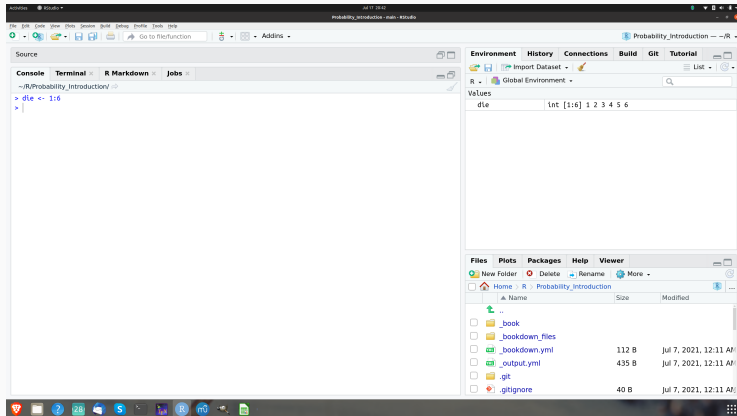 Activities RStudio Jul 17 20:42
Probability_Introduction - main - RStudio
File Edit Code View Plots Session Build Debug Profile Tools Help
Go to file/function Addins Probability_Introduction — ~/R
Source
Environment History Connections Build Git Tutorial
Import Dataset List
R Global Environment
Values
die int [1:6] 1 2 3 4 5 6
Console Terminal R Markdown Jobs
~/R/Probability_Introduction/
> die <- 1:6
>
Files Plots Packages Help Viewer
New Folder Delete Rename More
Home R Probability_Introduction
Name Size Modified
..
_book
_bookdown_files
_bookdown.yml 112 B Jul 7, 2021, 12:11 AM
_output.yml 435 B Jul 7, 2021, 12:11 AM
.git
.gitignore 40 B Jul 7, 2021, 12:11 AM